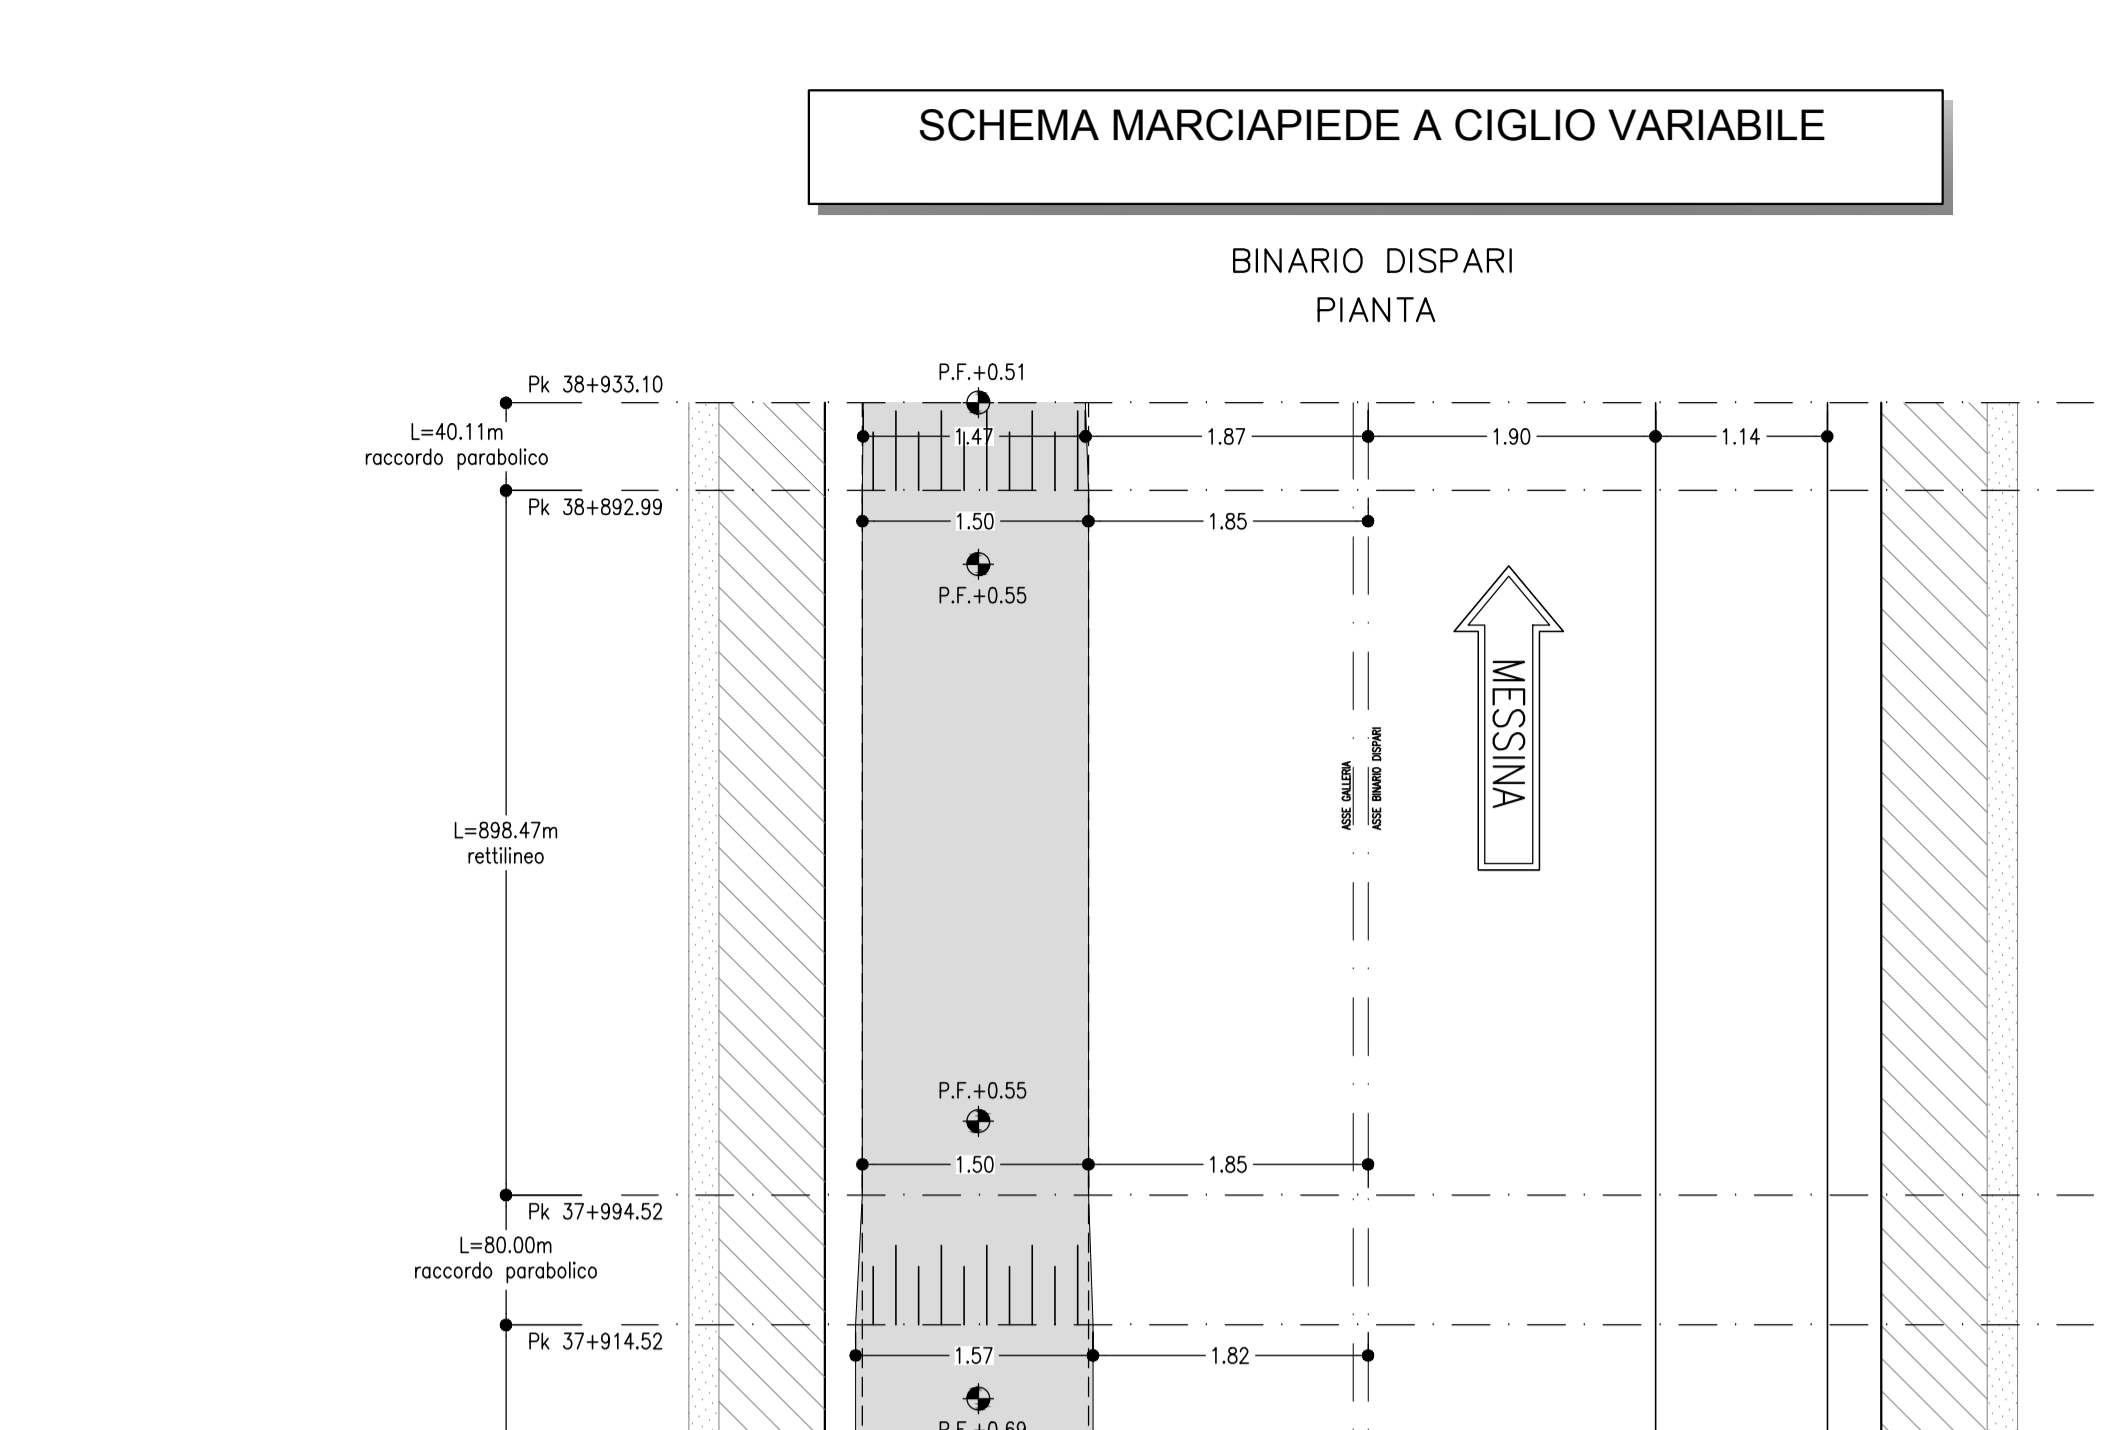 SCHEMA MARCIAPIEDE A CIGLIO VARIABILE
BINARIO DISPARI
PIANTA
P.F.+0.51
Pk 38+933.10
L=40.11m
raccordo parabolico
1.47
1.87
1.90
1.14
Pk 38+892.99
1.50
1.85
P.F.+0.55
MESSINA
ASSE GALLERIA
ASSE BINARIO DISPARI
L=898.47m
rettilineo
P.F.+0.55
1.50
1.85
Pk 37+994.52
L=80.00m
raccordo parabolico
Pk 37+914.52
1.57
1.82
P.F.+0.69